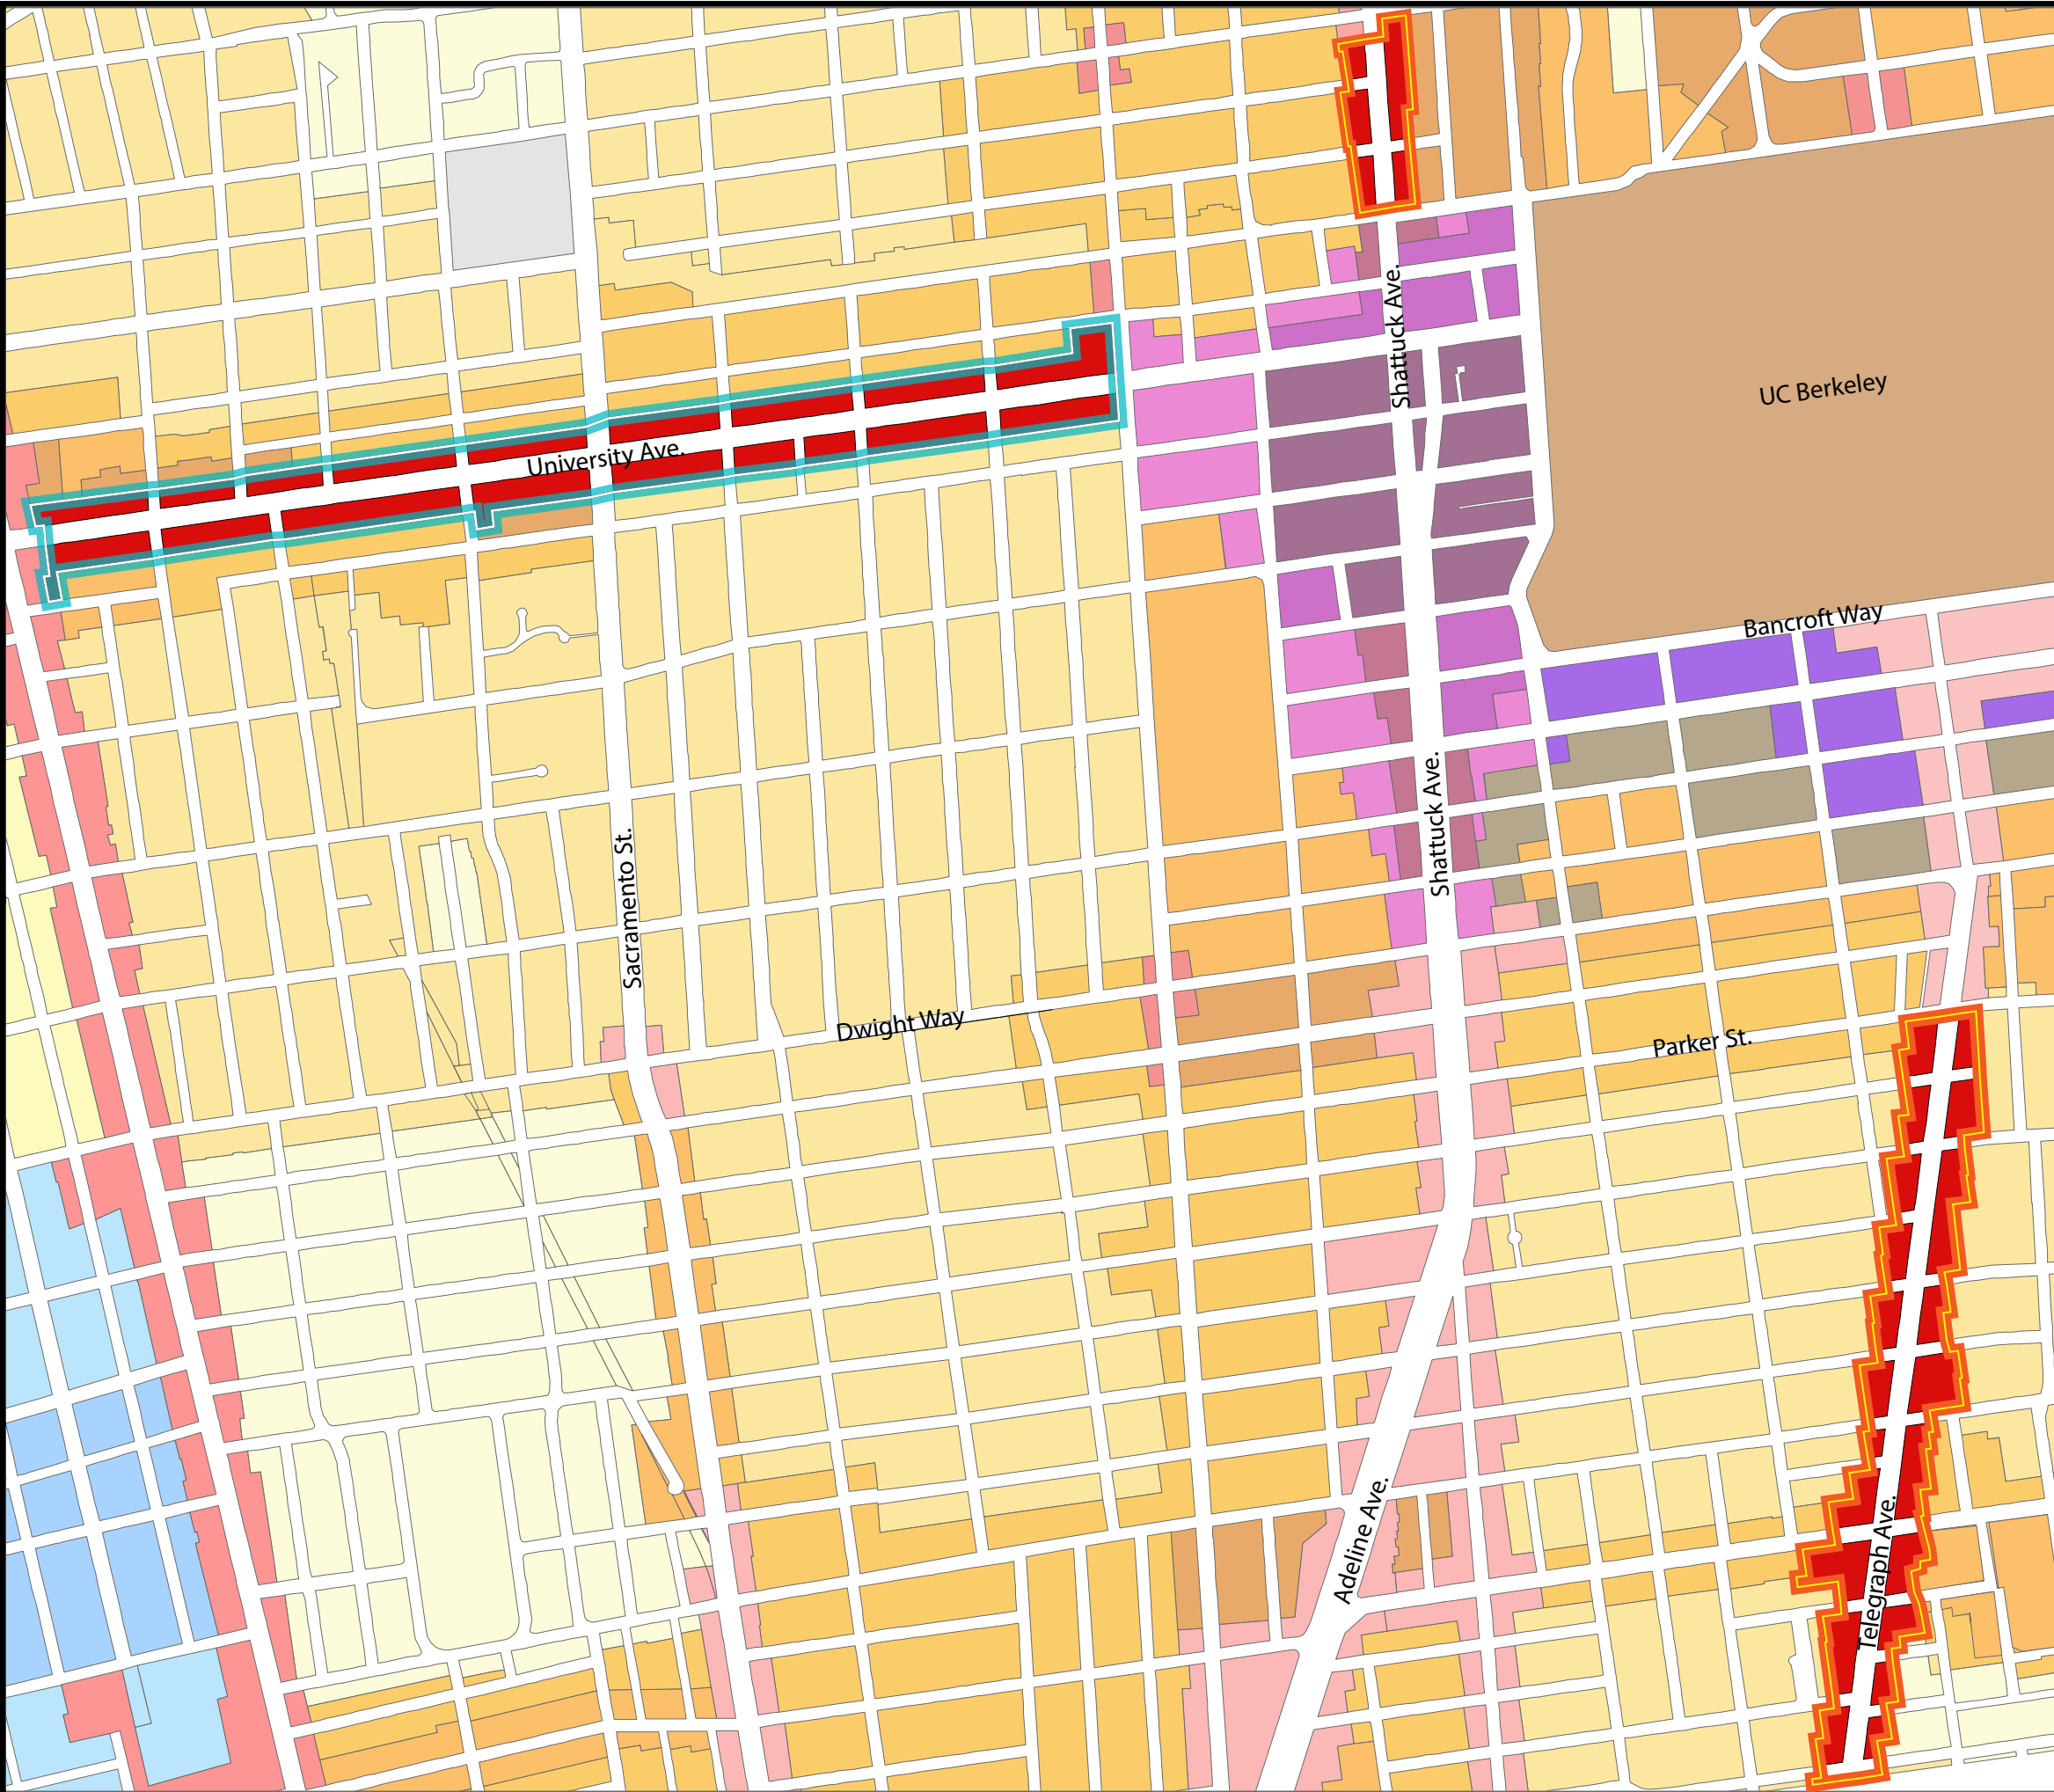 Shattuck Ave.
UC Berkeley
University Ave.
Bancroft Way
Shattuck Ave.
Sacramento St.
Dwight Way
Parker St.
Adeline Ave.
Telegraph Ave.